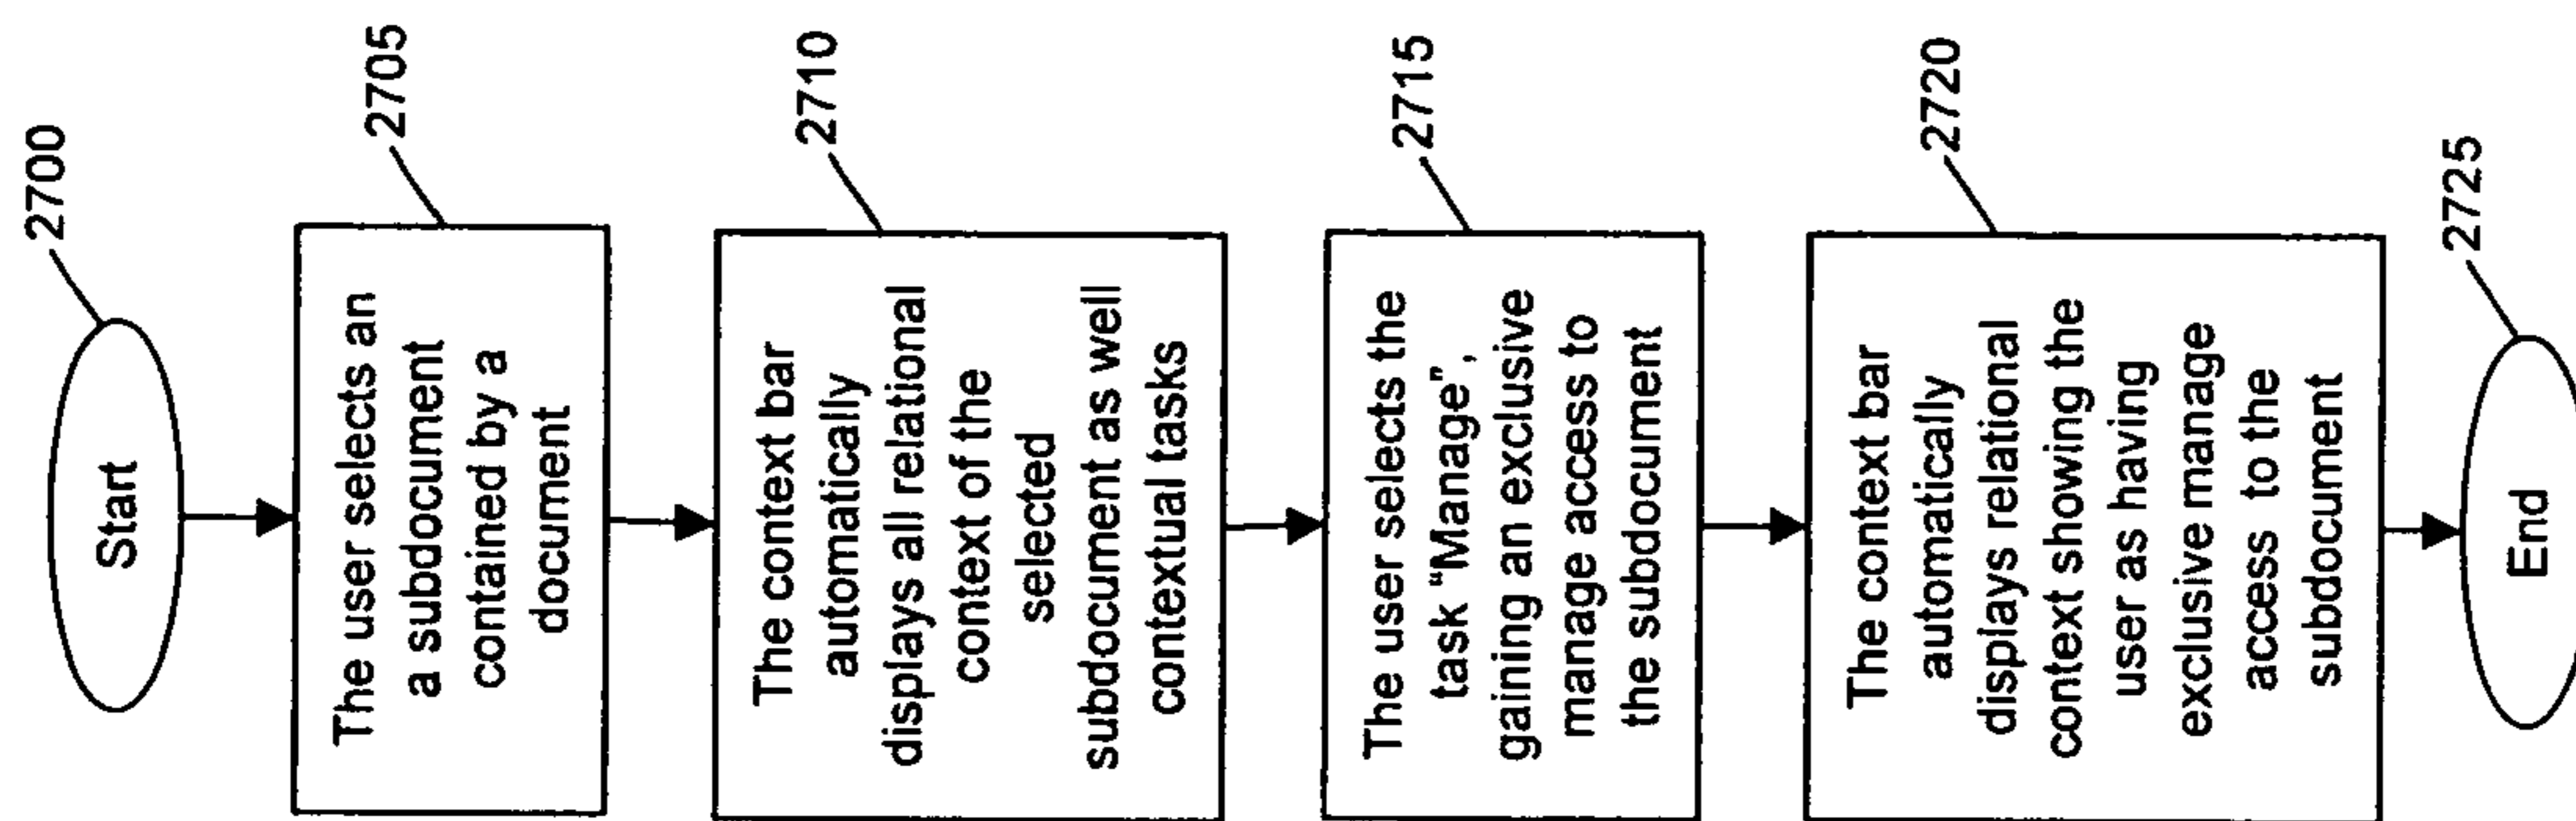 Start
2700
The user selects an
a subdocument
contained by a
document
2705
The context bar
automatically
displays all relational
context of the
selected
subdocument as well
contextual tasks
2710
The user selects the
task “Manage”,
gaining an exclusive
manage access to
the subdocument
2715
The context bar
automatically
displays relational
context showing the
user as having
exclusive manage
access to the
subdocument
2720
End
2725